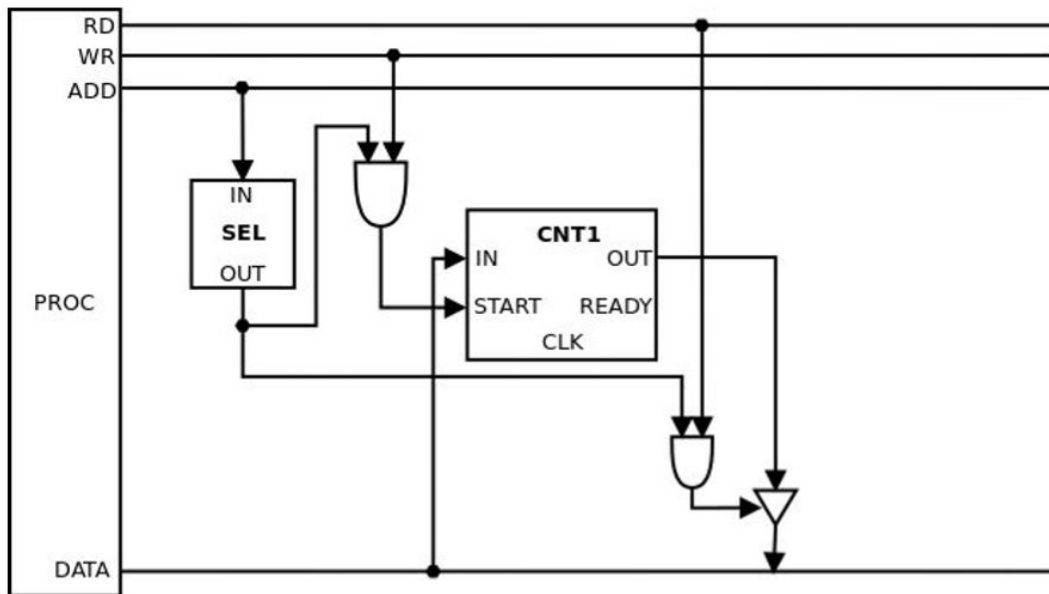 RD
WR
ADD
IN
SEL
OUT
CNT1
IN OUT
START READY
CLK
PROC
DATA